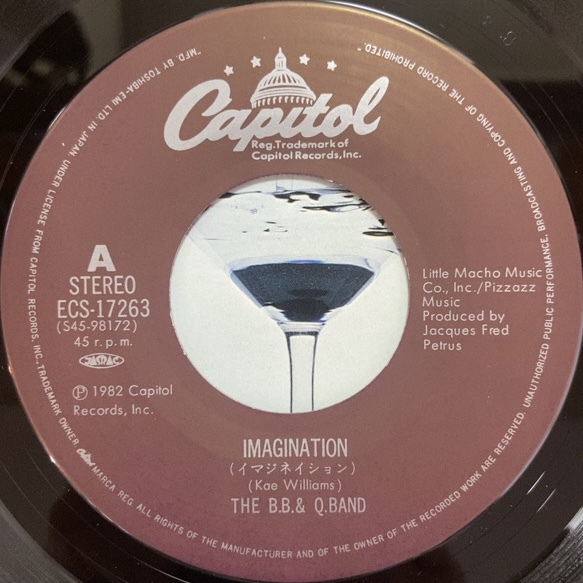 "MFD. BY TOSHIBA-EMI LTD. IN JAPAN. UNDER LICENSE FROM CAPITOL RECORDS, INC., TRADEMARK OWNER. Capitol MARCA REG. ALL RIGHTS OF THE MANUFACTURER AND OF THE OWNER OF THE RECORDED WORK ARE RESERVED. UNAUTHORIZED PUBLIC PERFORMANCE, BROADCASTING AND COPYING OF THE RECORD PROHIBITED."
Capitol
Reg. Trademark of
Capitol Records, Inc.
A
STEREO
ECS-17263
(S45-98172)
45 r.p.m.
JASRAC
Ⓟ 1982 Capitol
Records, Inc.
Little Macho Music
Co., Inc./Pizzazz
Music
Produced by
Jacques Fred
Petrus
IMAGINATION
(イマジネイション)
(Kae Williams)
THE B.B.& Q.BAND